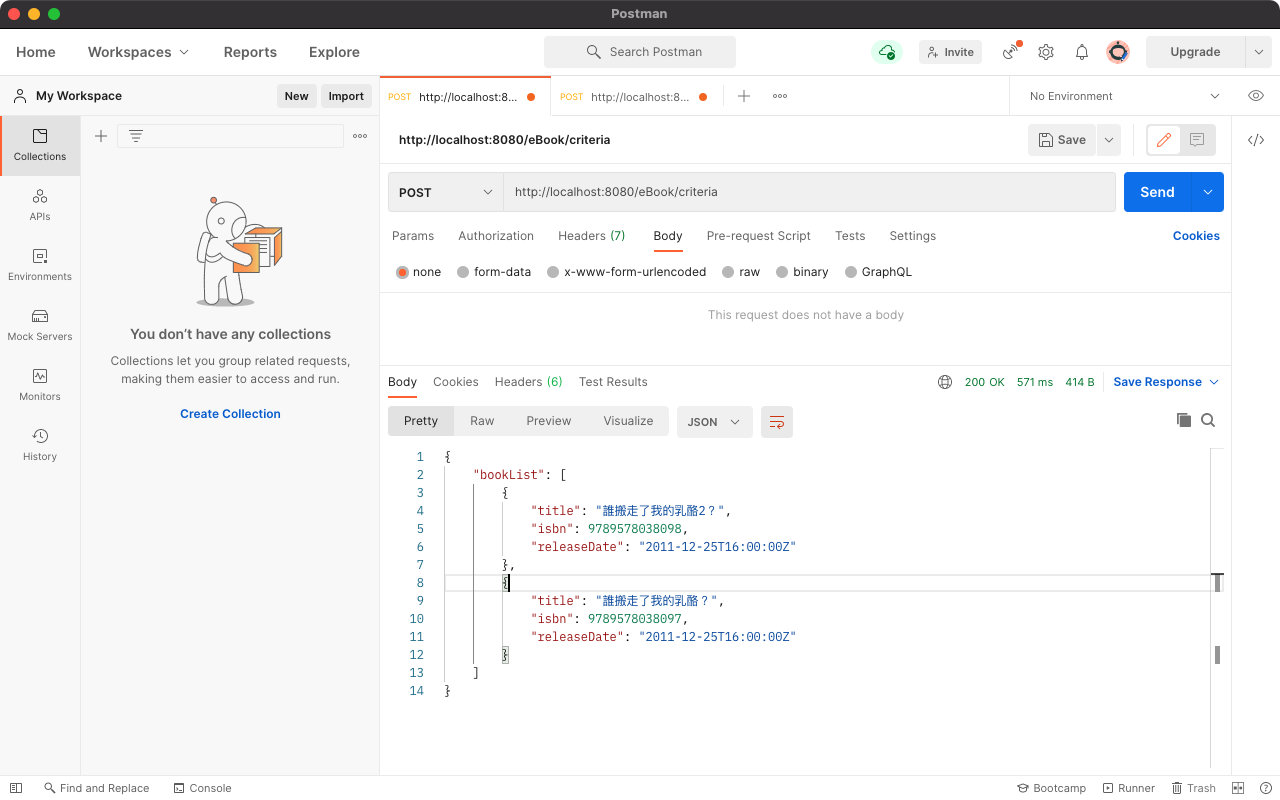 Postman
Home Workspaces Reports Explore Search Postman Invite Upgrade
My Workspace New Import
POST http://localhost:8... POST http://localhost:8... No Environment
Collections
APIs
Environments
Mock Servers
Monitors
History
You don’t have any collections
Collections let you group related requests,
making them easier to access and run.
Create Collection
http://localhost:8080/eBook/criteria Save
POST http://localhost:8080/eBook/criteria Send
Params Authorization Headers (7) Body Pre-request Script Tests Settings Cookies
none form-data x-www-form-urlencoded raw binary GraphQL
This request does not have a body
Body Cookies Headers (6) Test Results 200 OK 571 ms 414 B Save Response
Pretty Raw Preview Visualize JSON
1 {
2 "bookList": [
3 {
4 "title": "誰搬走了我的乳酪2？",
5 "isbn": 9789578038098,
6 "releaseDate": "2011-12-25T16:00:00Z"
7 },
8 {
9 "title": "誰搬走了我的乳酪？",
10 "isbn": 9789578038097,
11 "releaseDate": "2011-12-25T16:00:00Z"
12 }
13 ]
14 }
Find and Replace Console Bootcamp Runner Trash